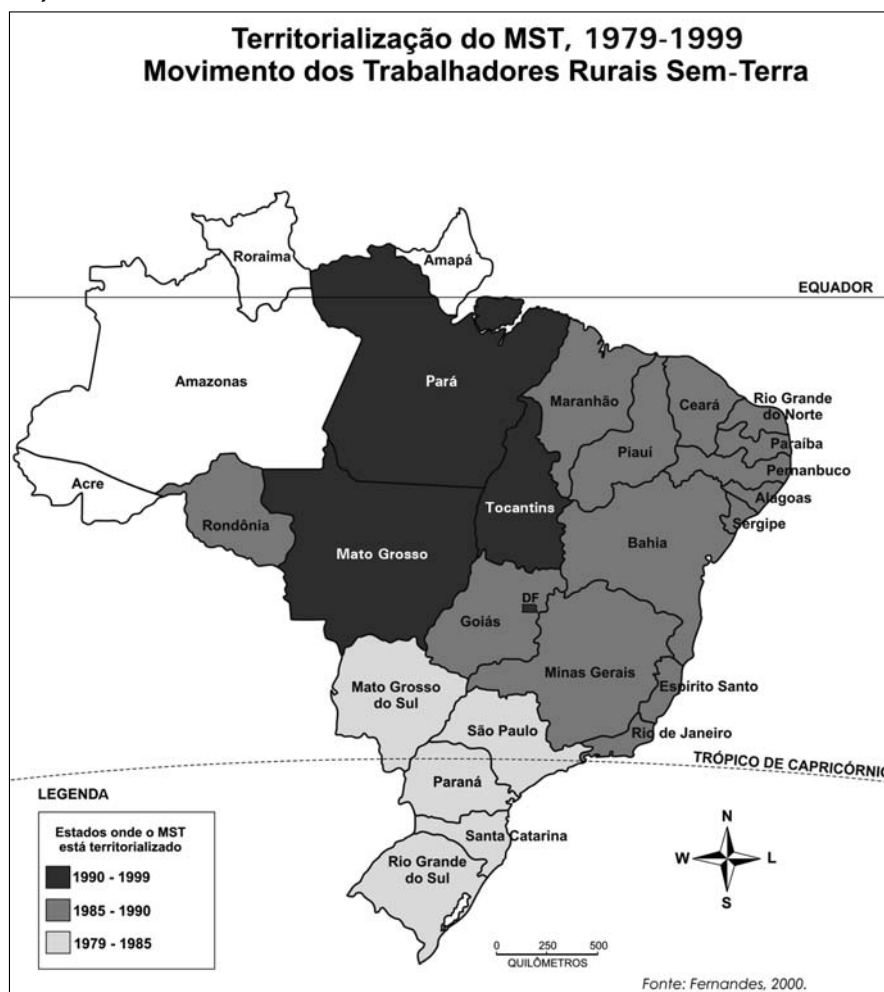 Territorialização do MST, 1979-1999
Movimento dos Trabalhadores Rurais Sem-Terra
Roraima
Amapá
EQUADOR
Amazonas
Pará
Maranhão
Ceará
Rio Grande
do Norte
Paraíba
Piauí
Pernanbuco
Acre
Alagoas
Tocantins
Sergipe
Rondônia
Bahia
Mato Grosso
DF
Goiás
Minas Gerais
Espírito Santo
Mato Grosso
do Sul
São Paulo
Rio de Janeiro
TRÓPICO DE CAPRICÓRNIO
Paraná
LEGENDA
Santa Catarina
Estados onde o MST
está territorializado
Rio Grande
do Sul
1990 - 1999
1985 - 1990
1979 - 1985
N
W
L
S
0 250 500
QUILÔMETROS
Fonte: Fernandes, 2000.